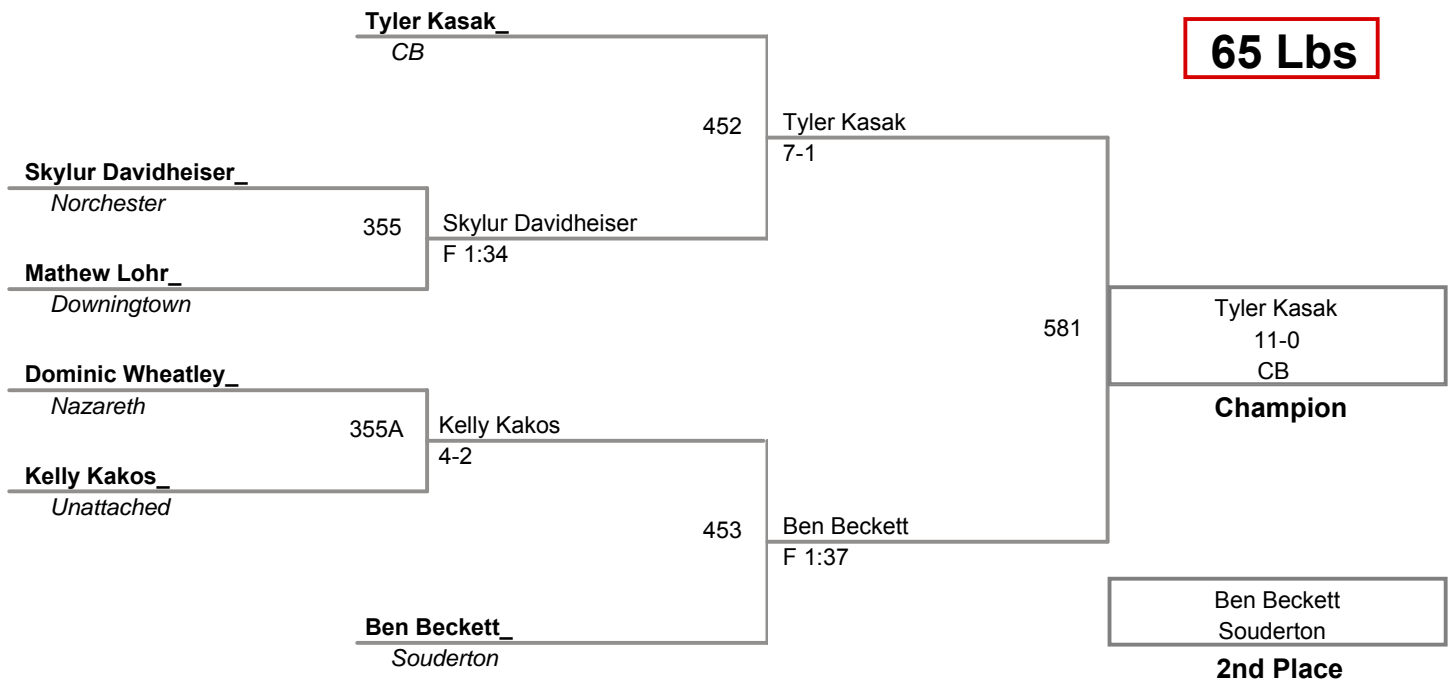 Tyler Kasak_
CB
65 Lbs
452
Tyler Kasak
7-1
Skylur Davidheiser_
Norchester
355
Skylur Davidheiser
F 1:34
Mathew Lohr_
Downingtown
581
Tyler Kasak
11-0
CB
Champion
Dominic Wheatley_
Nazareth
355A
Kelly Kakos
4-2
Kelly Kakos_
Unattached
453
Ben Beckett
F 1:37
Ben Beckett_
Souderton
Ben Beckett
Souderton
2nd Place